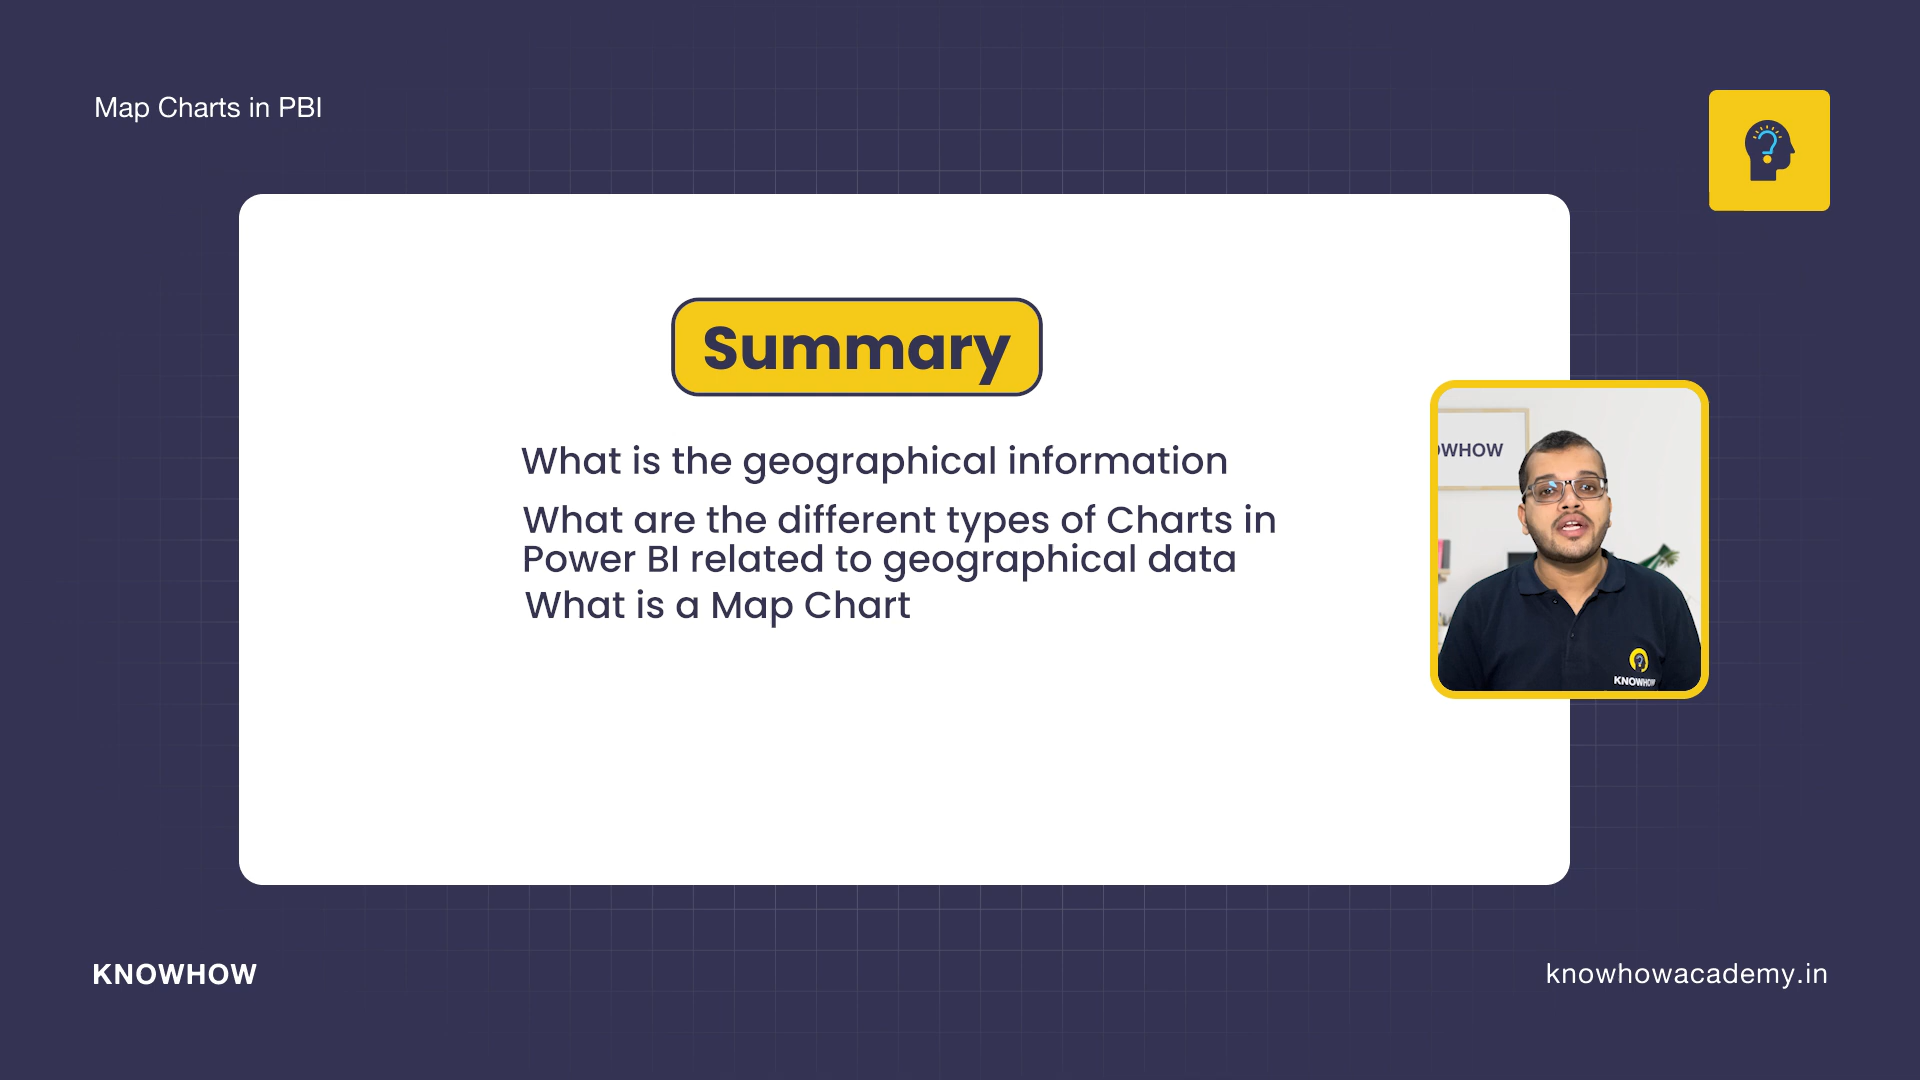 Map Charts in PBI
Summary
What is the geographical information
What are the different types of Charts in
Power BI related to geographical data
What is a Map Chart
OWHOW
KNOWHOW
KNOWHOW
knowhowacademy.in